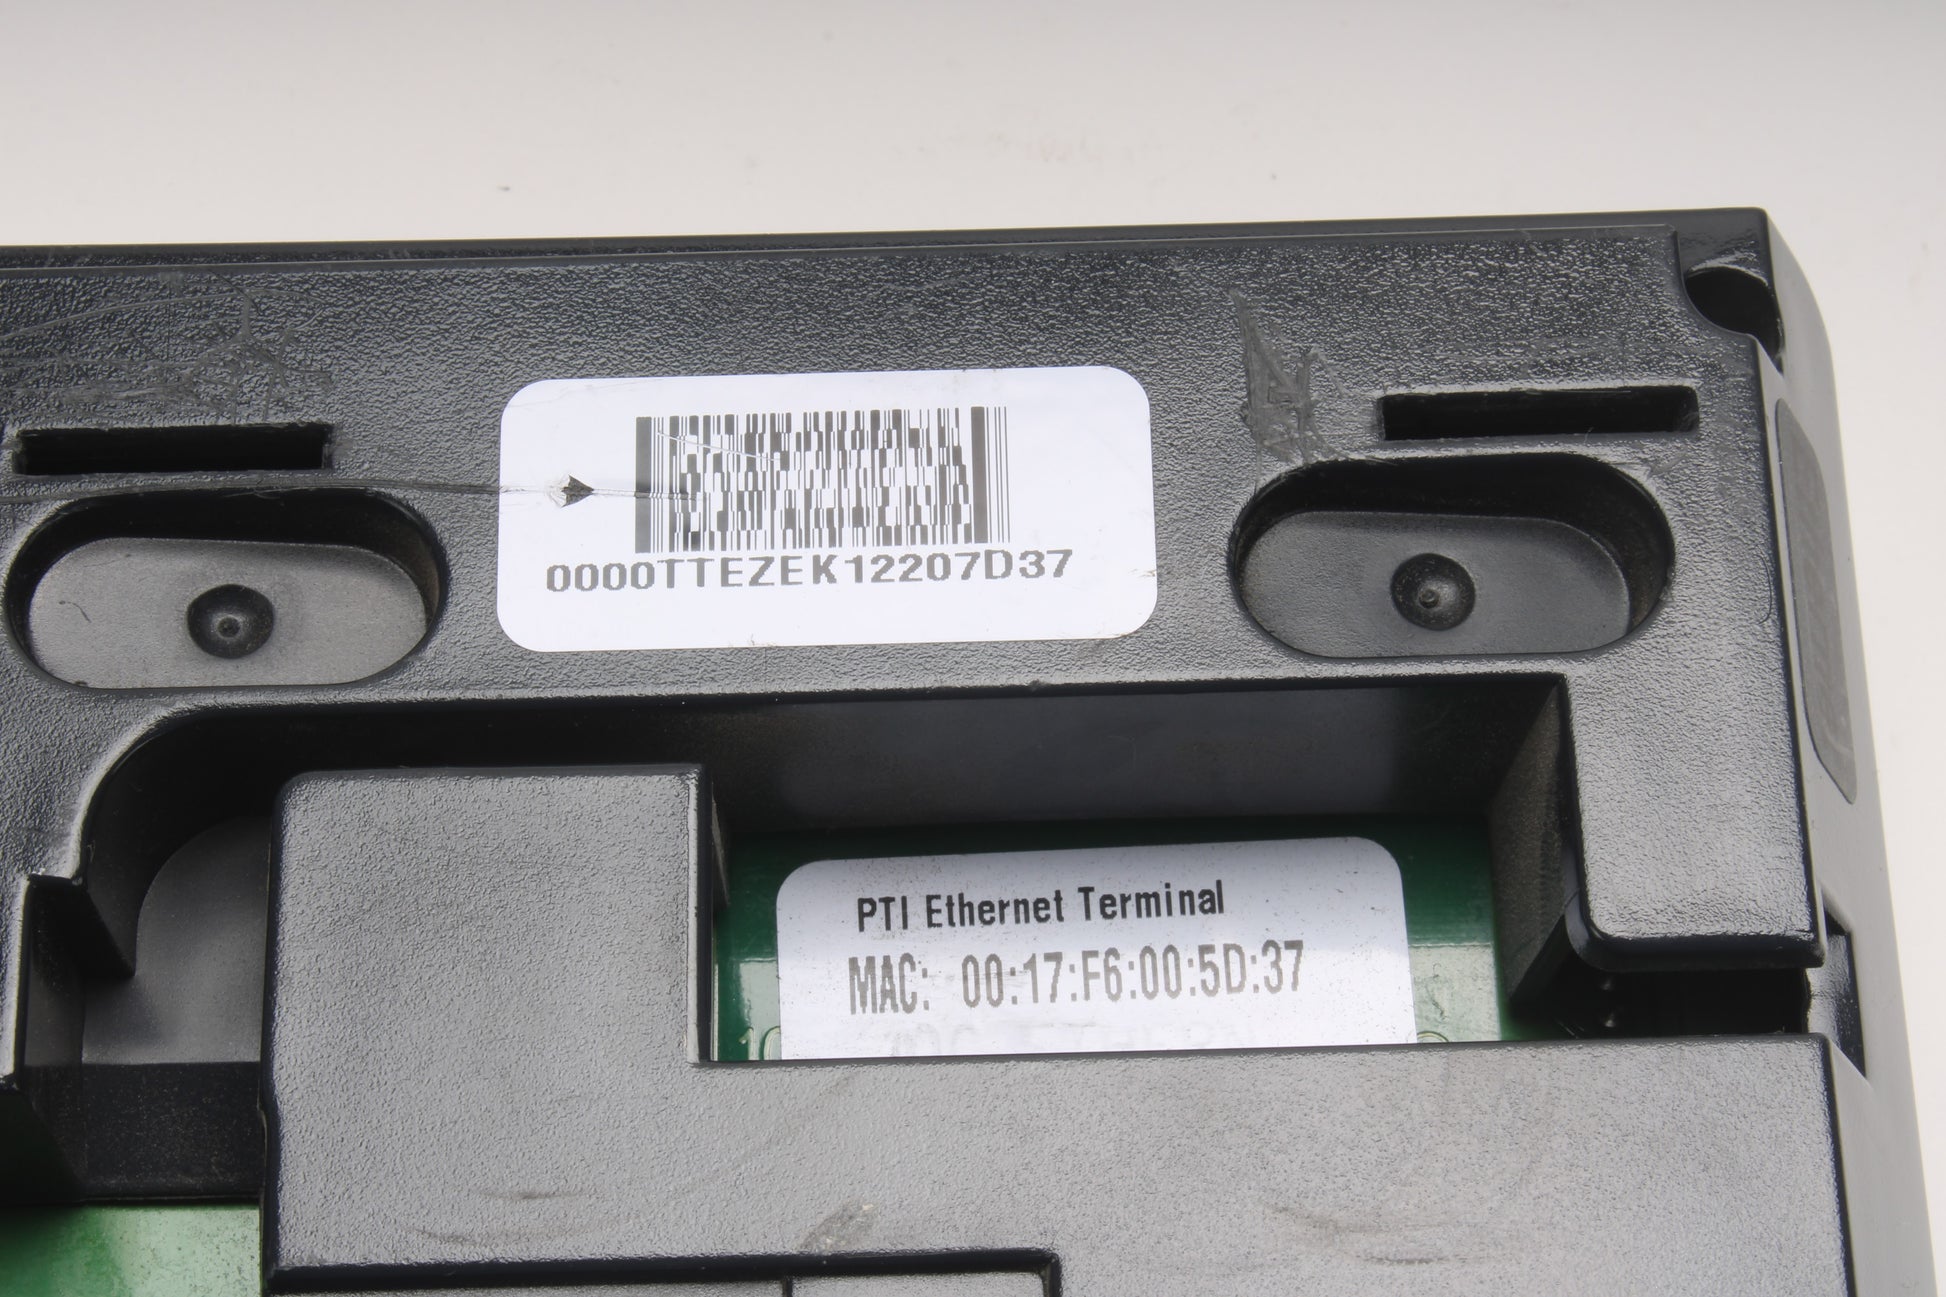 0000TTEZEK12207D37
PTI Ethernet Terminal
MAC: 00:17:F6:00:5D:37